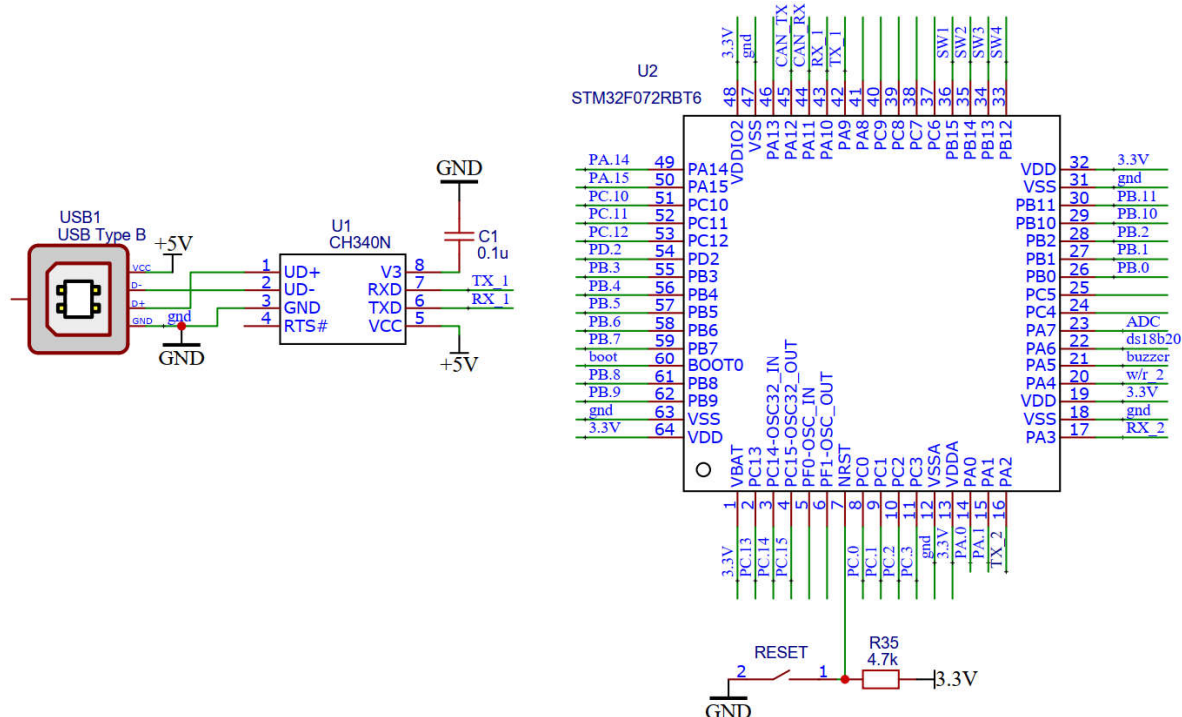 USB1
USB Type B
VCC
D-
D+
GND
+5V
gnd
GND
U1
CH340N
1 UD+
2 UD-
3 GND
4 RTS#
V3 8
RXD 7
TXD 6
VCC 5
TX_1
RX_1
+5V
GND
C1
0.1u
U2
STM32F072RBT6
3.3V 48 VDDIO2
gnd 47 VSS
46 PA13
CAN_TX 45 PA12
CAN_RX 44 PA11
RX_1 43 PA10
TX_1 42 PA9
41 PA8
40 PC9
39 PC8
38 PC7
37 PC6
SW1 36 PB15
SW2 35 PB14
SW3 34 PB13
SW4 33 PB12
PA.14 49 PA14
PA.15 50 PA15
PC.10 51 PC10
PC.11 52 PC11
PC.12 53 PC12
PD.2 54 PD2
PB.3 55 PB3
PB.4 56 PB4
PB.5 57 PB5
PB.6 58 PB6
PB.7 59 PB7
boot 60 BOOT0
PB.8 61 PB8
PB.9 62 PB9
gnd 63 VSS
3.3V 64 VDD
VDD 32 3.3V
VSS 31 gnd
PB11 30 PB.11
PB10 29 PB.10
PB2 28 PB.2
PB1 27 PB.1
PB0 26 PB.0
PC5 25
PC4 24
PA7 23 ADC
PA6 22 ds18b20
PA5 21 buzzer
PA4 20 w/r_2
VDD 19 3.3V
VSS 18 gnd
PA3 17 RX_2
VBAT 1 3.3V
PC13 2 PC.13
PC14-OSC32_IN 3 PC.14
PC15-OSC32_OUT 4 PC.15
PF0-OSC_IN 5
PF1-OSC_OUT 6
NRST 7
PC0 8 PC.0
PC1 9 PC.1
PC2 10 PC.2
PC3 11 PC.3
VSSA 12 gnd
VDDA 13 3.3V
PA0 14 PA.0
PA1 15 PA.1
PA2 16 TX_2
RESET
2 1
GND
R35
4.7k
3.3V